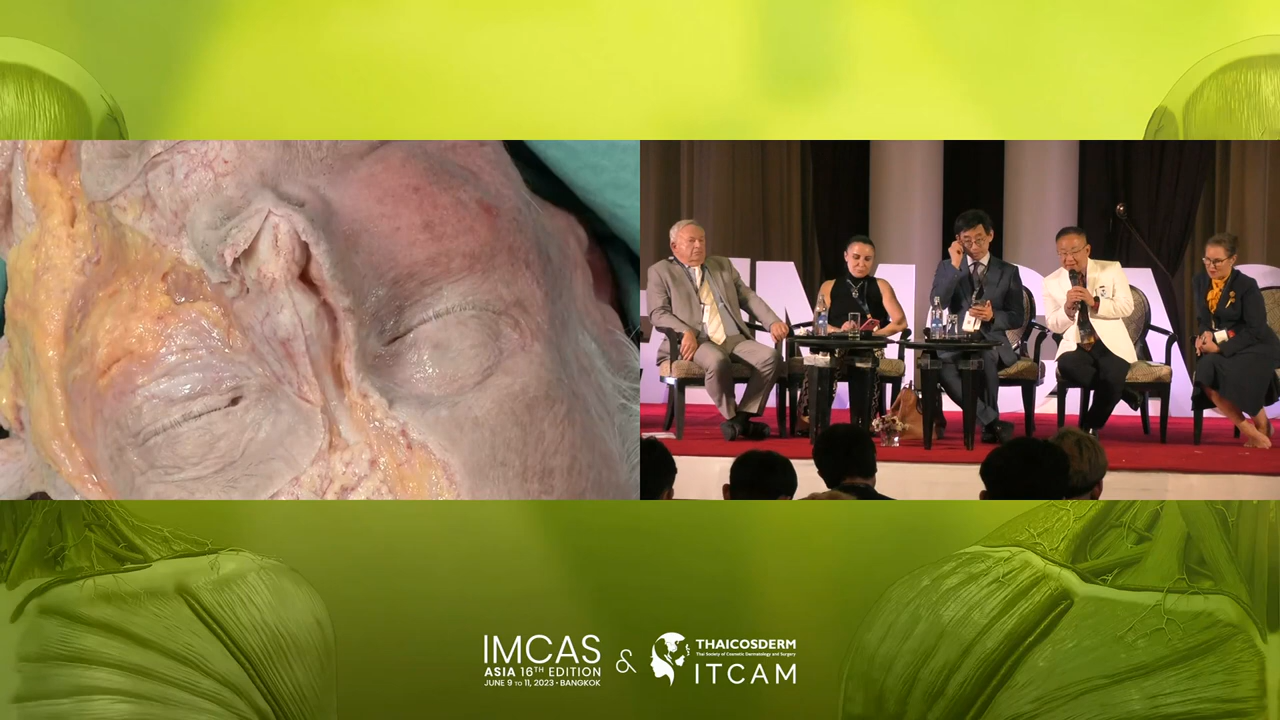 IMCAS
ASIA 16TH EDITION
JUNE 9 TO 11, 2023 • BANGKOK
&
THAICOSDERM
Thai Society of Cosmetic Dermatology and Surgery
ITCAM